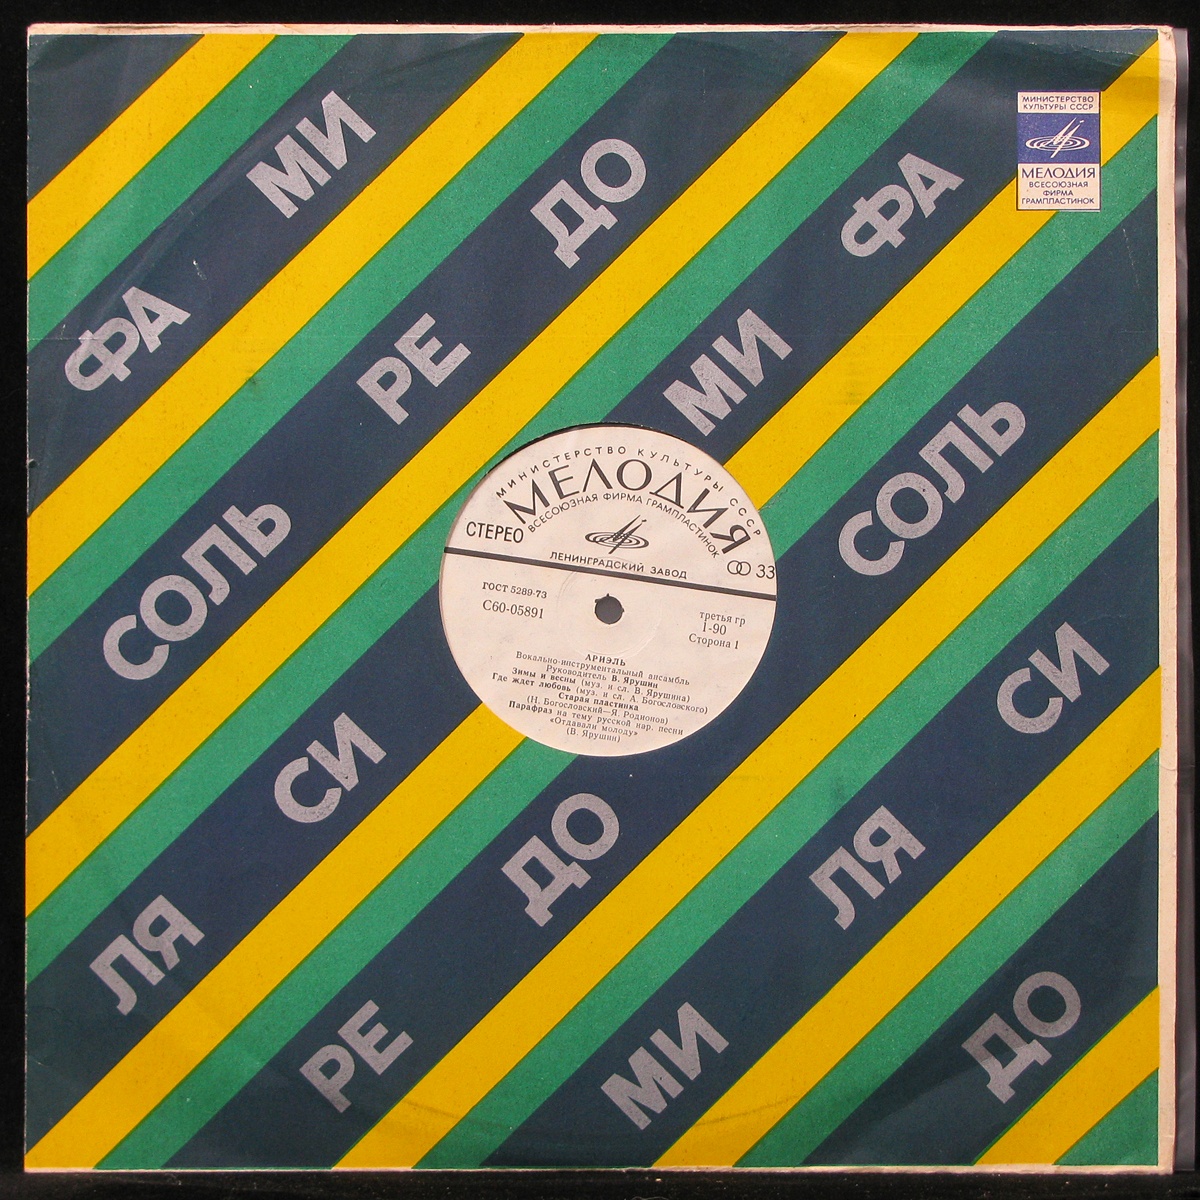 МИНИСТЕРСТВО
КУЛЬТУРЫ СССР
МЕЛОДИЯ
ВСЕСОЮЗНАЯ
ФИРМА
ГРАМПЛАСТИНОК
ФА МИ
СОЛЬ РЕ ДО
ЛЯ СИ МИ ФА
РЕ ДО СОЛЬ
МИ ЛЯ СИ
ДО
МИНИСТЕРСТВО КУЛЬТУРЫ СССР
МЕЛОДИЯ
ВСЕСОЮЗНАЯ ФИРМА ГРАМПЛАСТИНОК
СТЕРЕО
ЛЕНИНГРАДСКИЙ ЗАВОД
33
ГОСТ 5289-73
С60-05891
третья гр
1-90
Сторона 1
АРИЭЛЬ
Вокально-инструментальный ансамбль
Руководитель В. Ярушин
Зимы и весны (муз. и сл. В. Ярушина)
Где ждет любовь (муз. и сл. А. Богословского)
Старая пластинка
(Н. Богословский—Я. Родионов)
Парафраз на тему русской нар. песни
«Отдавали молоду»
(В. Ярушин)